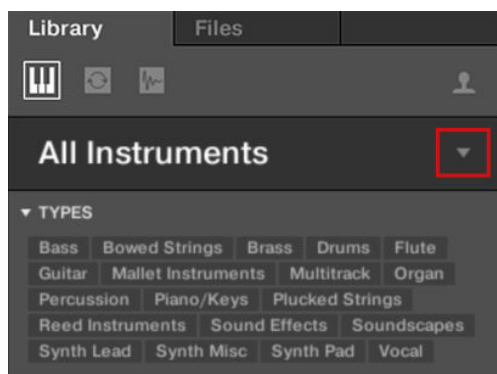 Library Files
All Instruments
TYPES
Bass Bowed Strings Brass Drums Flute
Guitar Mallet Instruments Multitrack Organ
Percussion Piano/Keys Plucked Strings
Reed Instruments Sound Effects Soundscapes
Synth Lead Synth Misc Synth Pad Vocal